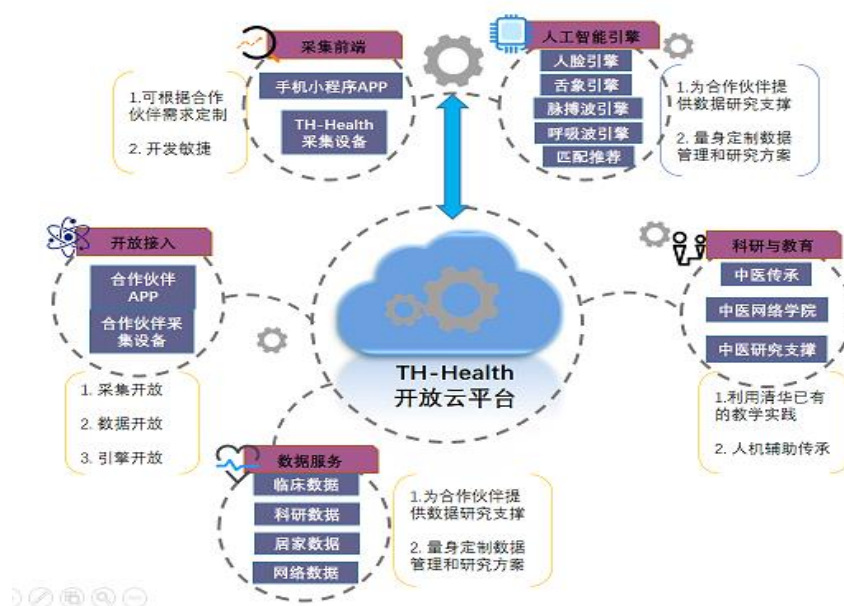 采集前端
手机小程序APP
TH-Health
采集设备
1.可根据合作
伙伴需求定制
2. 开发敏捷
人工智能引擎
人脸引擎
舌象引擎
脉搏波引擎
呼吸波引擎
匹配推荐
1.为合作伙伴提
供数据研究支撑
2. 量身定制数据
管理和研究方案
开放接入
合作伙伴
APP
合作伙伴采
集设备
1. 采集开放
2. 数据开放
3. 引擎开放
TH-Health
开放云平台
科研与教育
中医传承
中医网络学院
中医研究支撑
1.利用清华已有
的教学实践
2. 人机辅助传承
数据服务
临床数据
科研数据
居家数据
网络数据
1.为合作伙伴提
供数据研究支撑
2. 量身定制数据
管理和研究方案